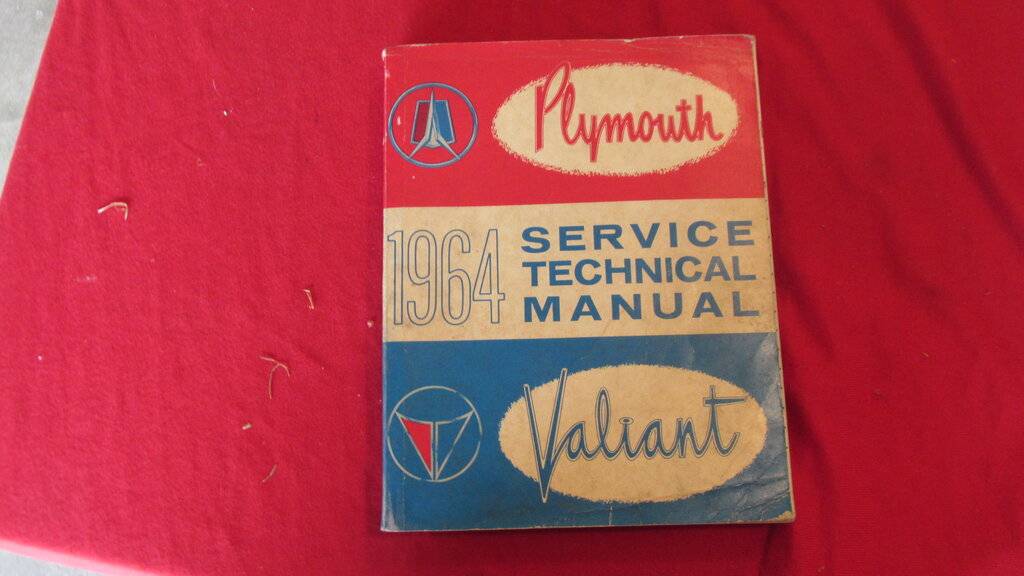 Plymouth
1964 SERVICE
TECHNICAL
MANUAL
Valiant